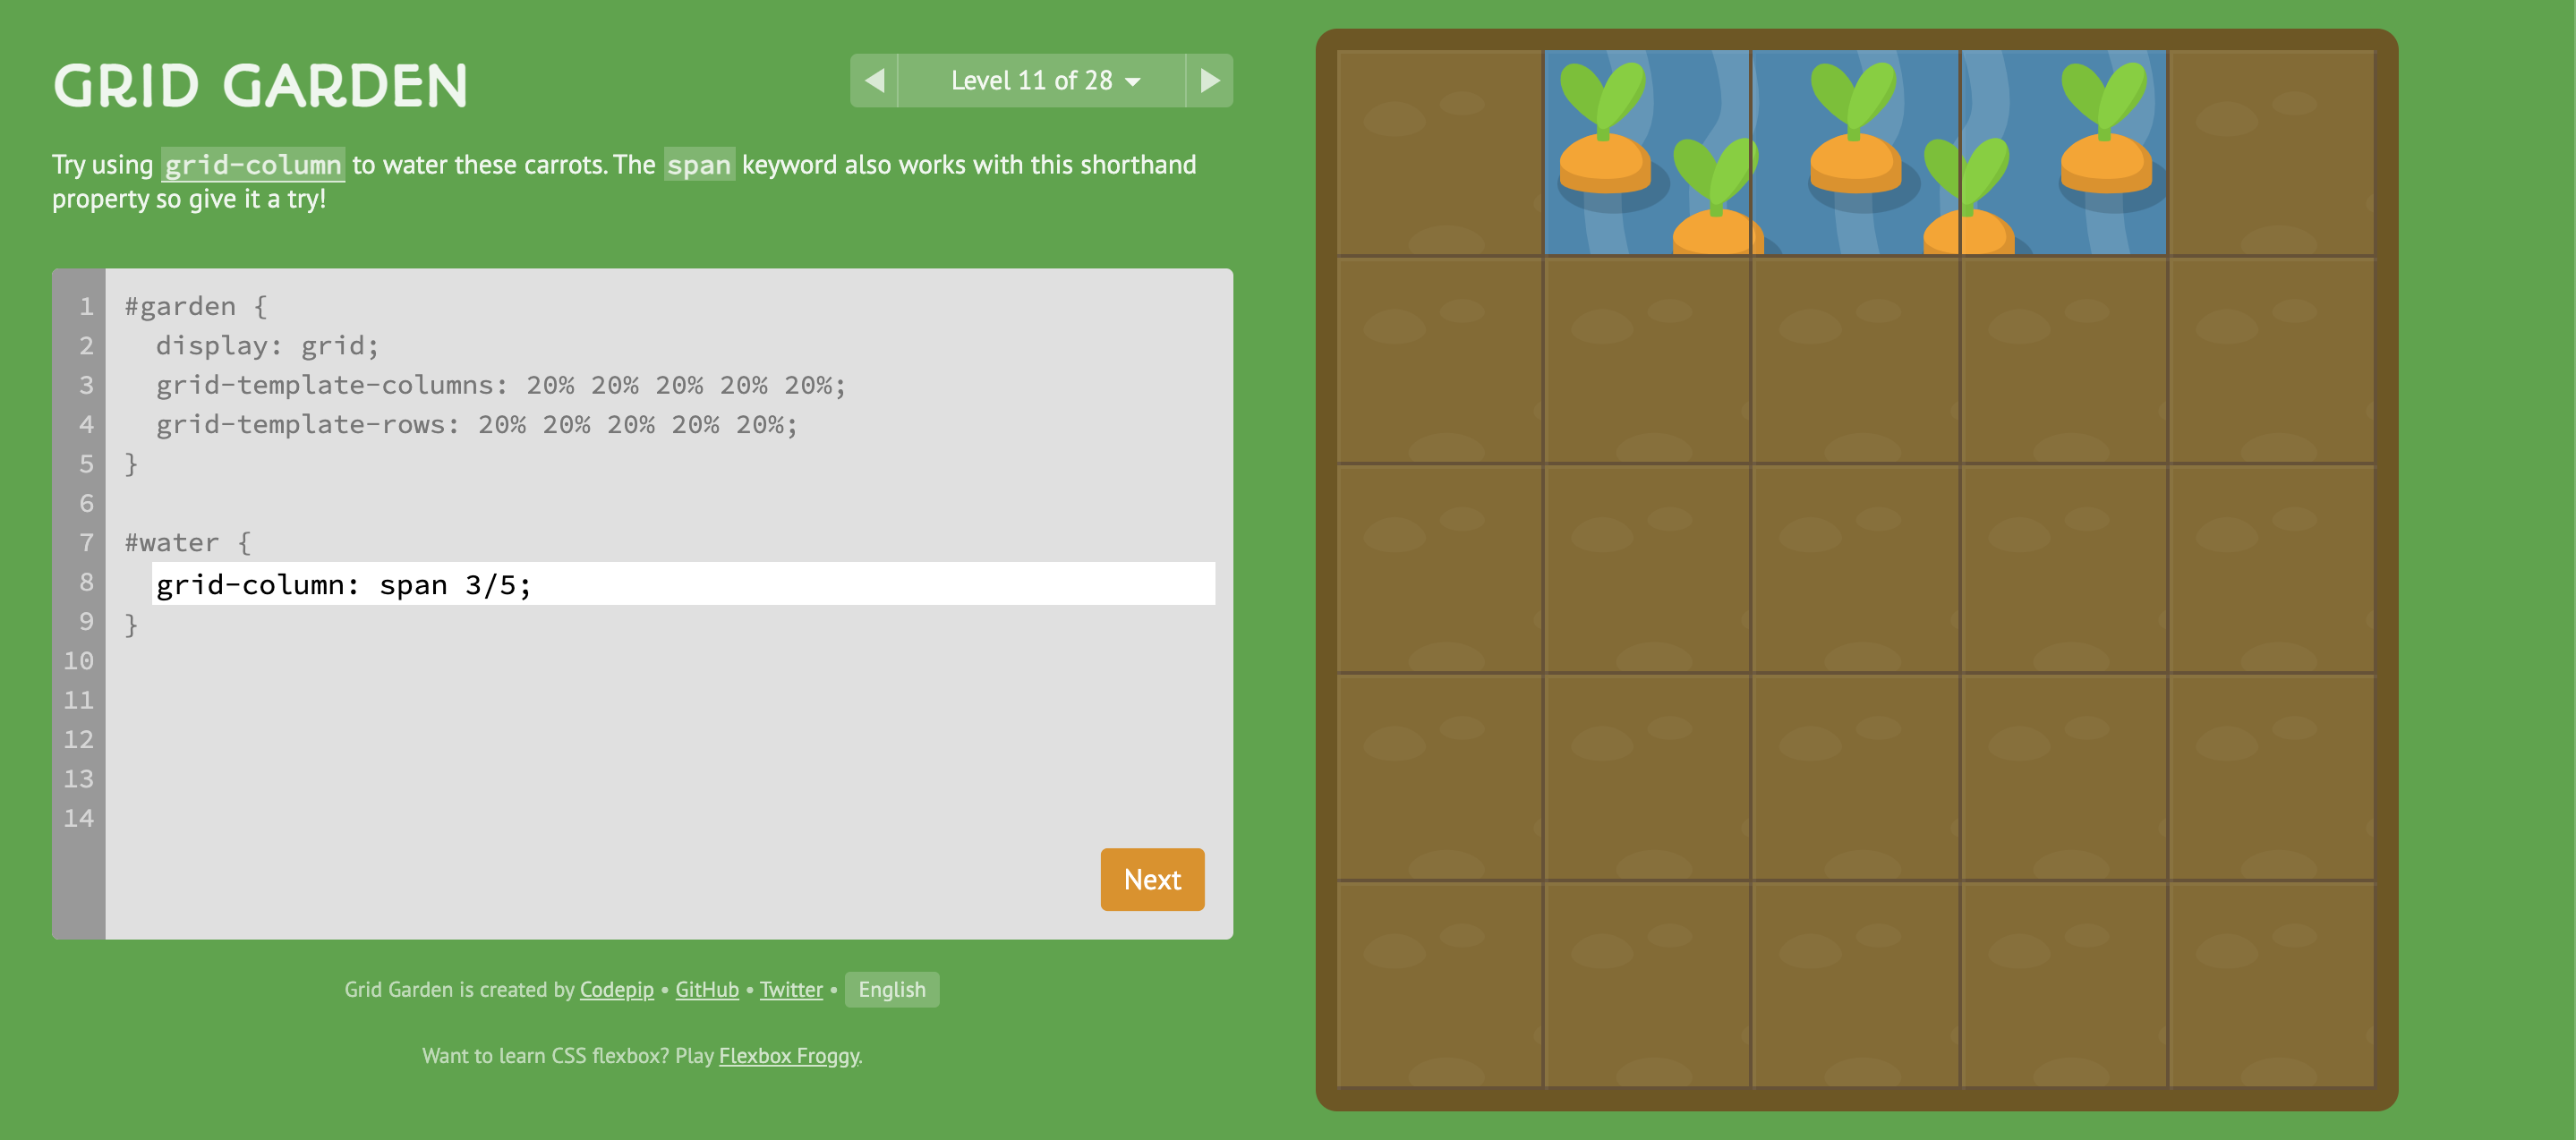 GRID GARDEN
Level 11 of 28
Try using grid-column to water these carrots. The span keyword also works with this shorthand
property so give it a try!
1 #garden {
2 display: grid;
3 grid-template-columns: 20% 20% 20% 20% 20%;
4 grid-template-rows: 20% 20% 20% 20% 20%;
5 }
6
7 #water {
8 grid-column: span 3/5;
9 }
10
11
12
13
14
Next
Grid Garden is created by Codepip • GitHub • Twitter • English
Want to learn CSS flexbox? Play Flexbox Froggy.